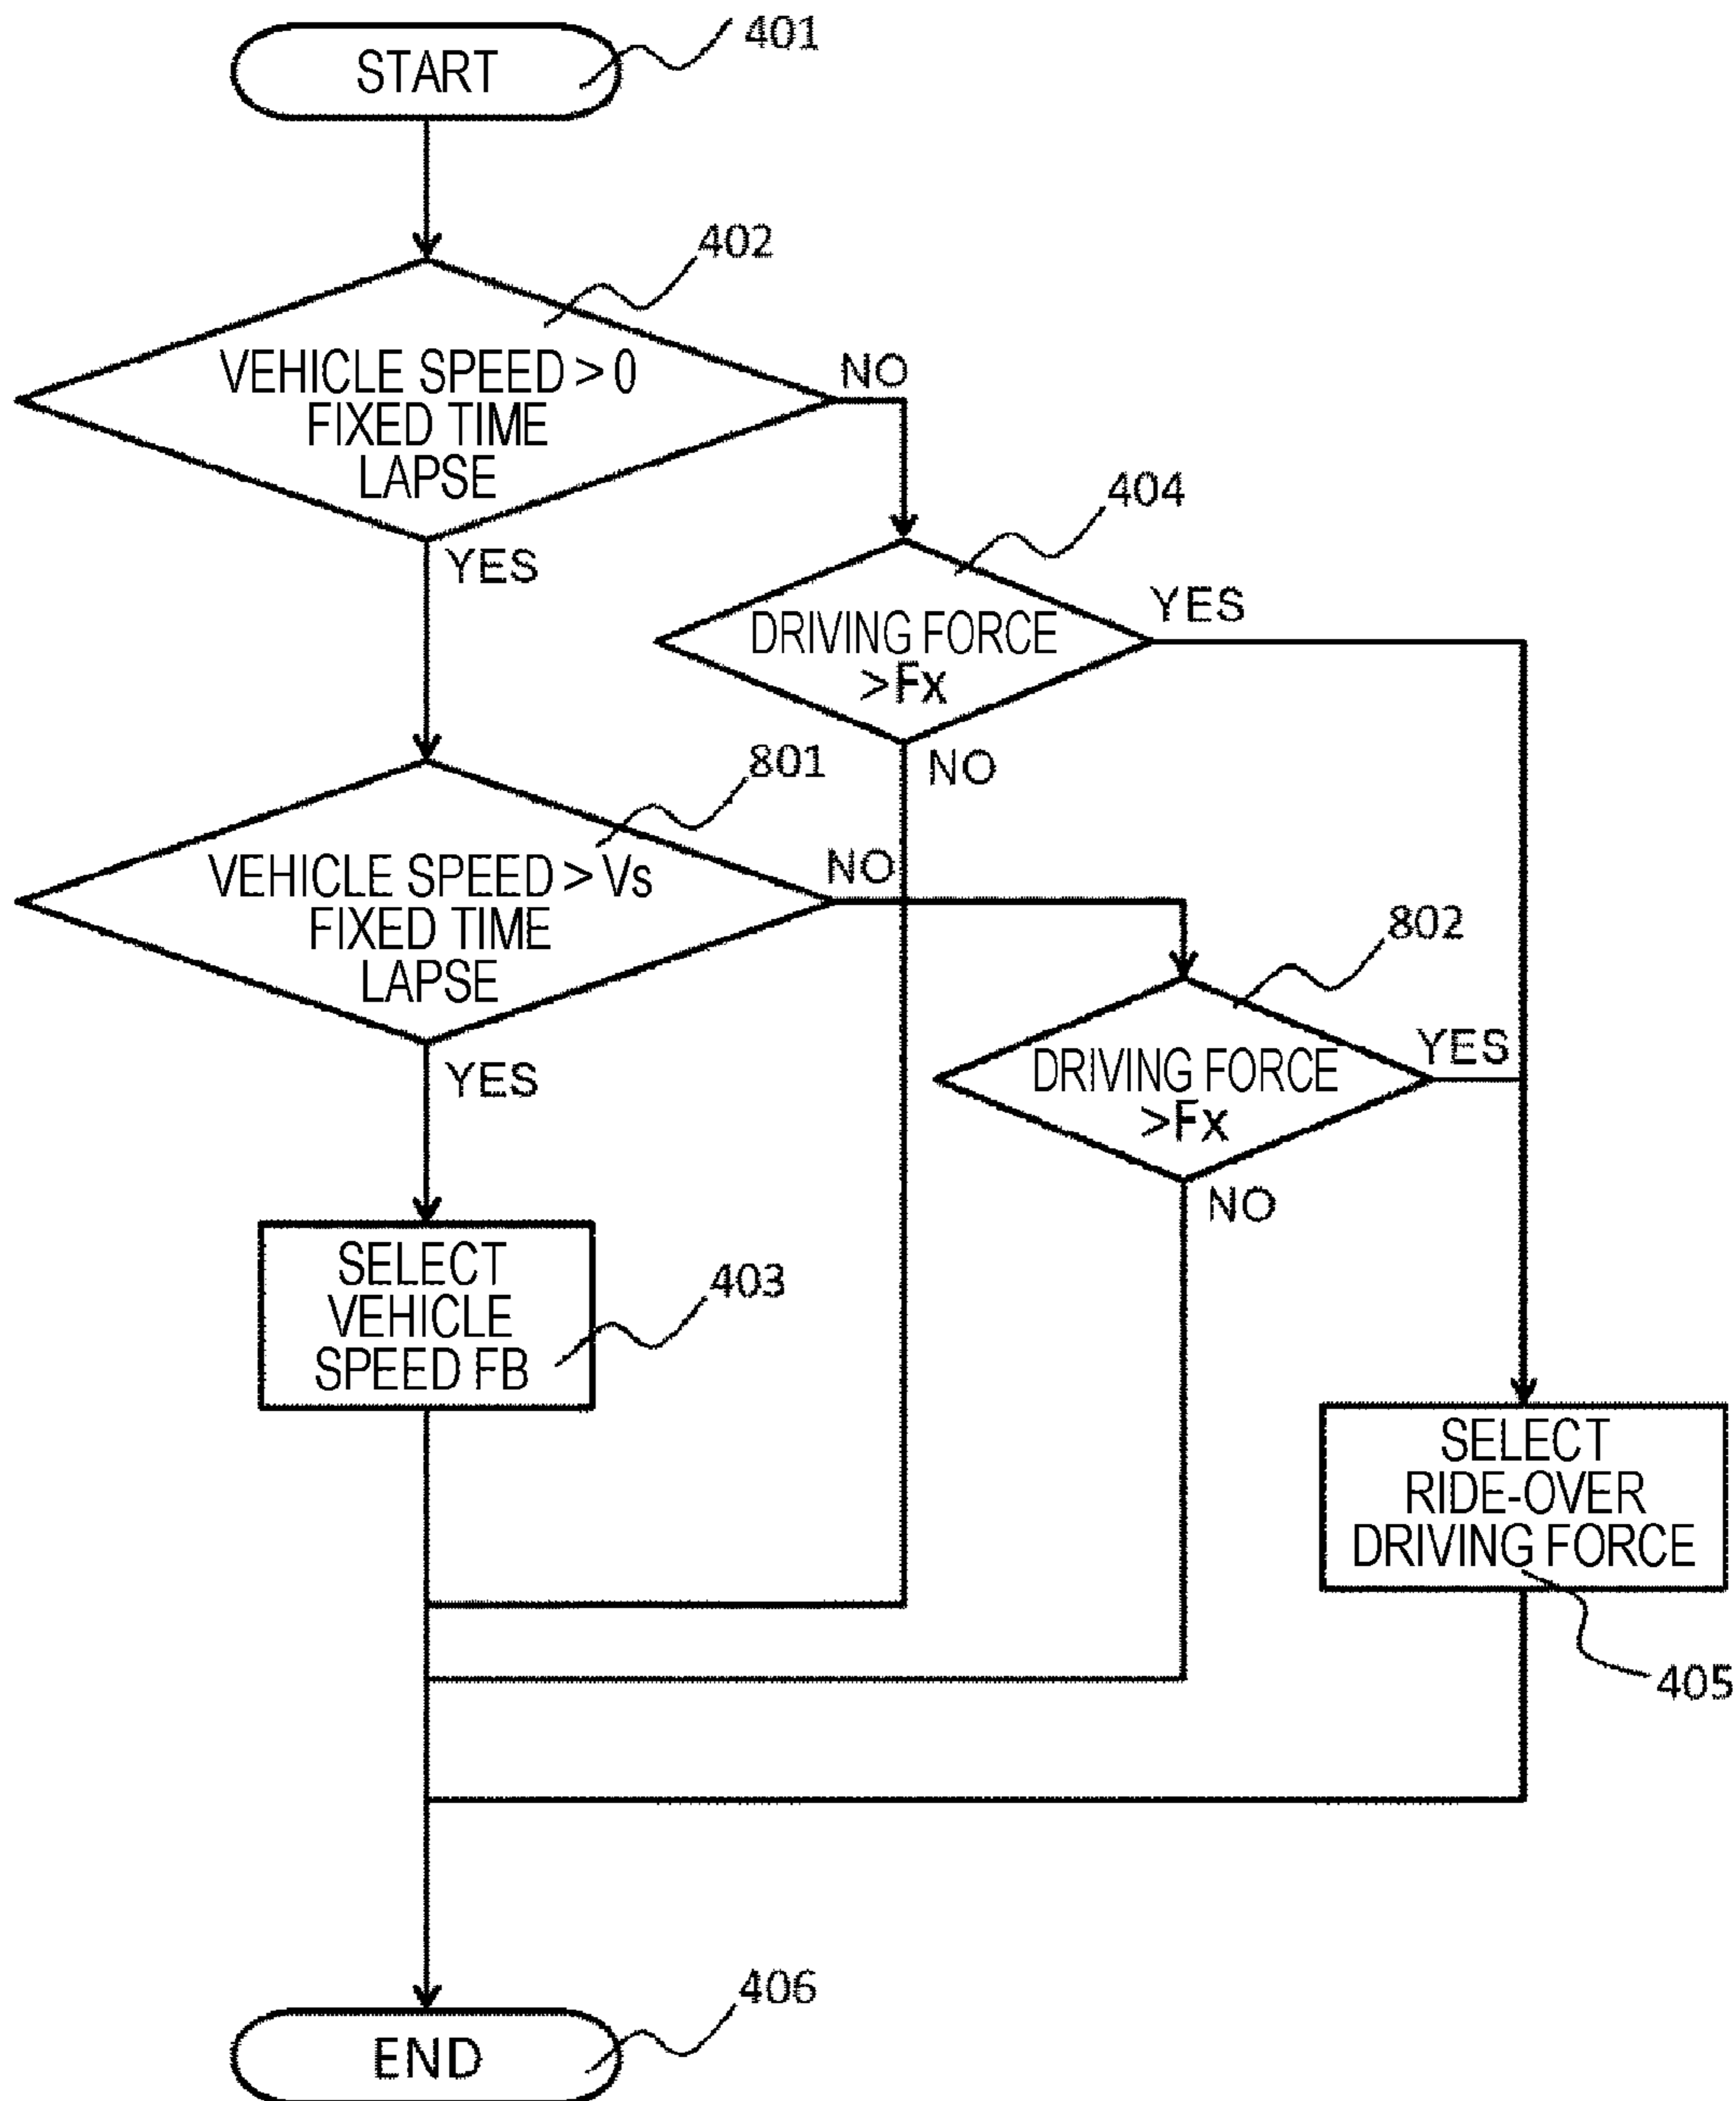 START
401
402
VEHICLE SPEED > 0
FIXED TIME
LAPSE
NO
YES
404
DRIVING FORCE
>Fx
YES
NO
801
VEHICLE SPEED > Vs
FIXED TIME
LAPSE
NO
YES
802
DRIVING FORCE
>Fx
YES
NO
SELECT
VEHICLE
SPEED FB
403
SELECT
RIDE-OVER
DRIVING FORCE
405
406
END